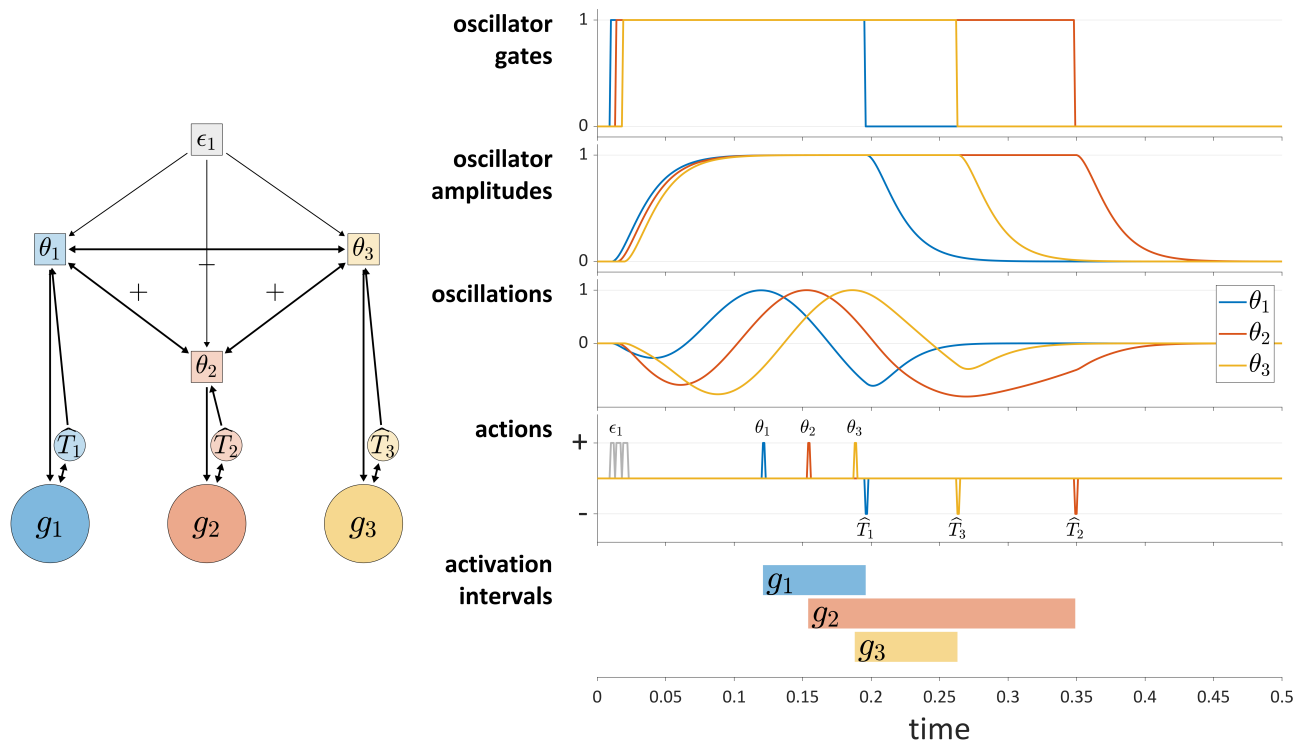 ϵ₁
θ₁
θ₃
−
+
+
θ₂
T̂₁
T̂₂
T̂₃
g₁
g₂
g₃
oscillator
gates
1
0
oscillator
amplitudes
1
0
oscillations
1
0
θ₁
θ₂
θ₃
actions
+
-
ϵ₁
θ₁
θ₂
θ₃
T̂₁
T̂₃
T̂₂
activation
intervals
g₁
g₂
g₃
0 0.05 0.1 0.15 0.2 0.25 0.3 0.35 0.4 0.45 0.5
time